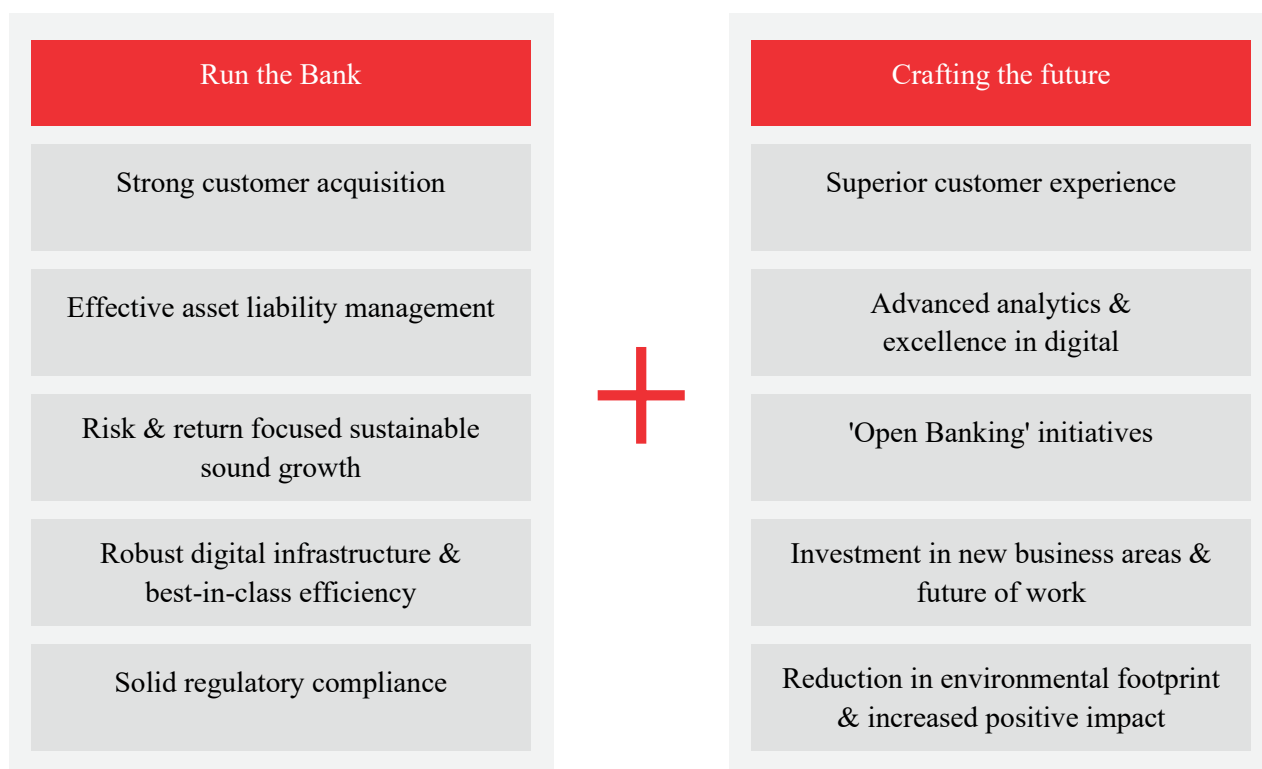 Run the Bank
Strong customer acquisition
Effective asset liability management
Risk & return focused sustainable
sound growth
Robust digital infrastructure &
best-in-class efficiency
Solid regulatory compliance
Crafting the future
Superior customer experience
Advanced analytics &
excellence in digital
'Open Banking' initiatives
Investment in new business areas &
future of work
Reduction in environmental footprint
& increased positive impact